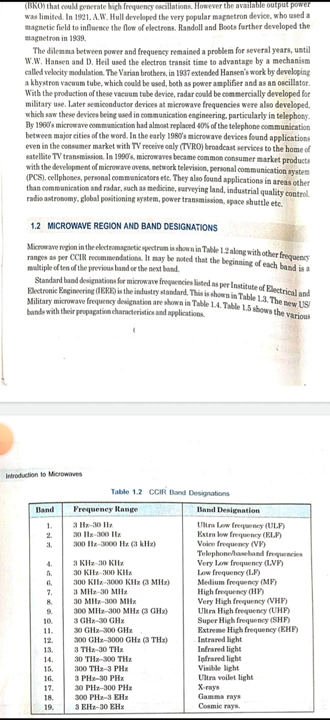 (BKO) that could generate high frequency oscillations. However the available output power
was limited. In 1921, A.W. Hull developed the very popular magnetron device, who used a
magnetic field to influence the flow of electrons. Randoll and Boots further developed the
magnetron in 1939.
The dilemma between power and frequency remained a problem for several years, until
W.W. Hansen and D. Heil used the electron transit time to advantage by a mechanism
called velocity modulation. The Varian brothers, in 1937 extended Hansen's work by developing
a klystron vacuum tube, which could be used, both as power amplifier and as an oscillator.
With the production of these vacuum tube device, radar could be commercially developed for
military use. Later semiconductor devices at microwave frequencies were also developed,
which saw these devices being used in communication engineering, particularly in telephony.
By 1960's microwave communication had almost replaced 40% of the telephone communication
between major cities of the word. In the early 1980's microwave devices found applications
even in the consumer market with TV receive only (TVRO) broadcast services to the home of
satellite TV transmission. In 1990's, microwaves became common consumer market products
with the development of microwave ovens, network television, personal communication system
(PCS), cellphones, personal communicators etc. They also found applications in areas other
than communication and radar, such as medicine, surveying land, industrial quality control,
radio astronomy, global positioning system, power transmission, space shuttle etc.
1.2 MICROWAVE REGION AND BAND DESIGNATIONS
Microwave region in the electromagnetic spectrum is shown in Table 1.2 along with other frequency
ranges as per CCIR recommendations. It may be noted that the beginning of each band is a
multiple of ten of the previous band or the next band.
Standard band designations for microwave frequencies listed as per Institute of Electrical and
Electronic Engineering (IEEE) is the industry standard. This is shown in Table 1.3. The new US/
Military microwave frequency designation are shown in Table 1.4. Table 1.5 shows the various
bands with their propagation characteristics and applications.
Introduction to Microwaves
Table 1.2 CCIR Band Designations
Band Frequency Range Band Designation
1. 3 Hz–30 Hz Ultra Low frequency (ULF)
2. 30 Hz–300 Hz Extra low frequency (ELF)
3. 300 Hz–3000 Hz (3 kHz) Voice frequency (VF)
Telephone/baseband frequencies
4. 3 KHz–30 KHz Very Low frequency (LVF)
5. 30 KHz–300 KHz Low frequency (LF)
6. 300 KHz–3000 KHz (3 MHz) Medium frequency (MF)
7. 3 MHz–30 MHz High frequency (HF)
8. 30 MHz–300 MHz Very High frequency (VHF)
9. 300 MHz–300 MHz (3 GHz) Ultra High frequency (UHF)
10. 3 GHz–30 GHz Super High frequency (SHF)
11. 30 GHz–300 GHz Extreme High frequency (EHF)
12. 300 GHz–3000 GHz (3 THz) Intrared light
13. 3 THz–30 THz Infrared light
14. 30 THz–300 THz Infrared light
15. 300 THz–3 PHz Visible light
16. 3 PHz–30 PHz Ultra voilet light
17. 30 PHz–300 PHz X-rays
18. 300 PHz–3 EHz Gamma rays
19. 3 EHz–30 EHz Cosmic rays.